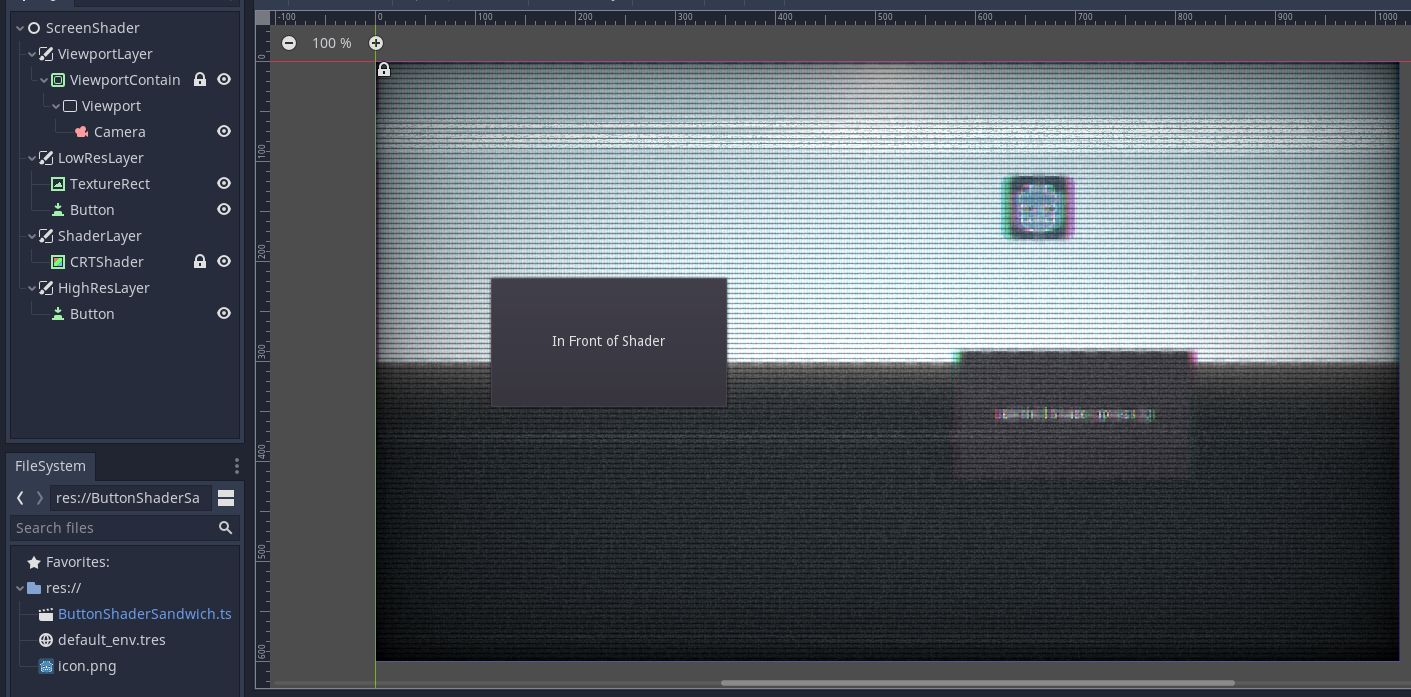 ScreenShader
ViewportLayer
ViewportContain
Viewport
Camera
LowResLayer
TextureRect
Button
ShaderLayer
CRTShader
HighResLayer
Button
FileSystem
res://ButtonShaderSa
Search files
Favorites:
res://
ButtonShaderSandwich.ts
default_env.tres
icon.png
-100 0 100 200 300 400 500 600 700 800 900 1000
100 %
0
100
200
300
400
500
600
In Front of Shader